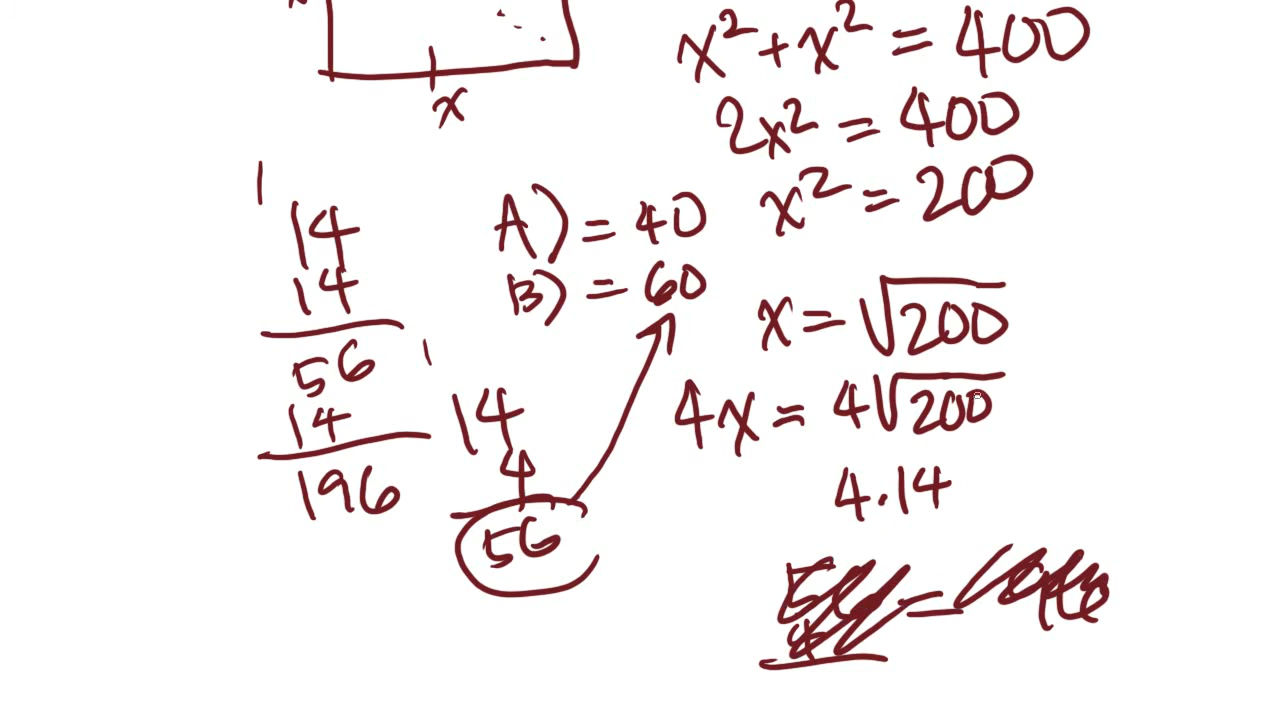 x
x² + x² = 400
2x² = 400
x² = 200
x = √200
4x = 4√200
4.14
A) = 40
B) = 60
1
14
14
56
14
196
14
4
56
=